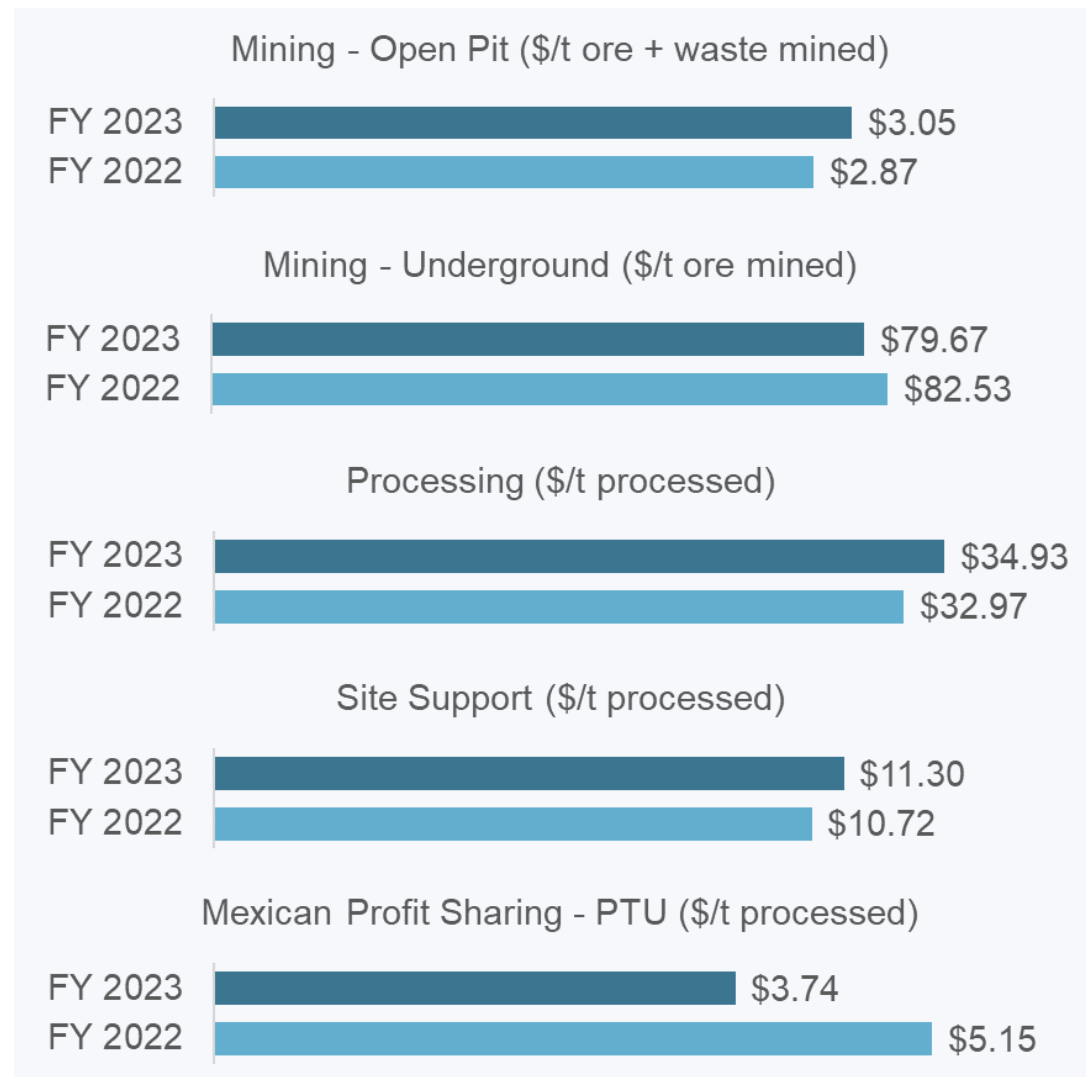 Mining - Open Pit ($/t ore + waste mined)
FY 2023 $3.05
FY 2022 $2.87
Mining - Underground ($/t ore mined)
FY 2023 $79.67
FY 2022 $82.53
Processing ($/t processed)
FY 2023 $34.93
FY 2022 $32.97
Site Support ($/t processed)
FY 2023 $11.30
FY 2022 $10.72
Mexican Profit Sharing - PTU ($/t processed)
FY 2023 $3.74
FY 2022 $5.15